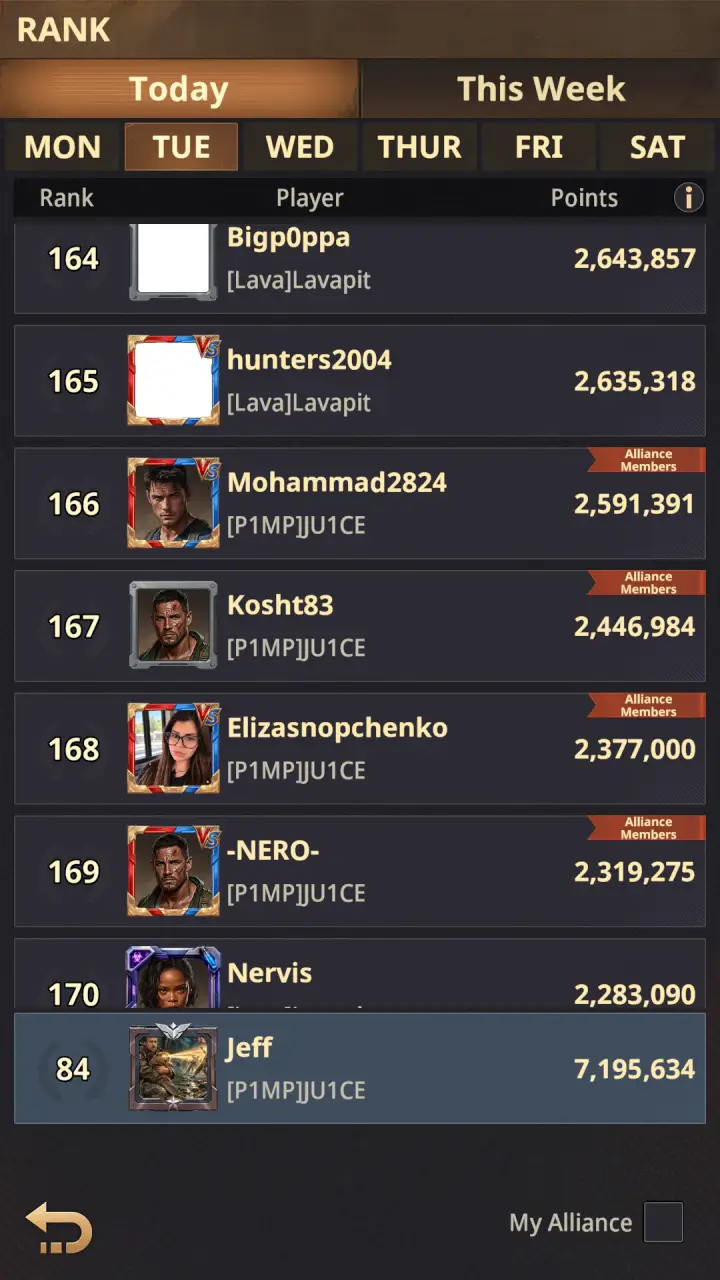 RANK
Today
This Week
MON
TUE
WED
THUR
FRI
SAT
Rank
Player
Points
i
164
Bigp0ppa
[Lava]Lavapit
2,643,857
VS
165
hunters2004
[Lava]Lavapit
2,635,318
Alliance
Members
VS
166
Mohammad2824
[P1MP]JU1CE
2,591,391
Alliance
Members
167
Kosht83
[P1MP]JU1CE
2,446,984
Alliance
Members
VS
168
Elizasnopchenko
[P1MP]JU1CE
2,377,000
Alliance
Members
VS
169
-NERO-
[P1MP]JU1CE
2,319,275
170
Nervis
2,283,090
84
Jeff
[P1MP]JU1CE
7,195,634
My Alliance